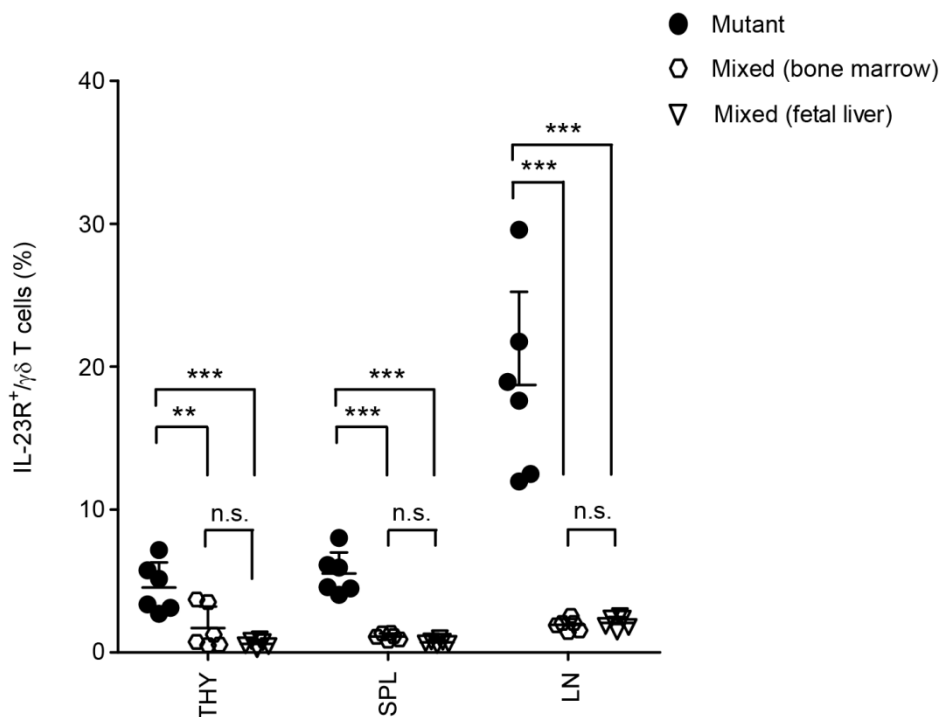 Mutant
Mixed (bone marrow)
Mixed (fetal liver)
IL-23R⁺/γδ T cells (%)
40
30
20
10
0
***
***
***
**
***
***
n.s.
n.s.
n.s.
THY
SPL
LN